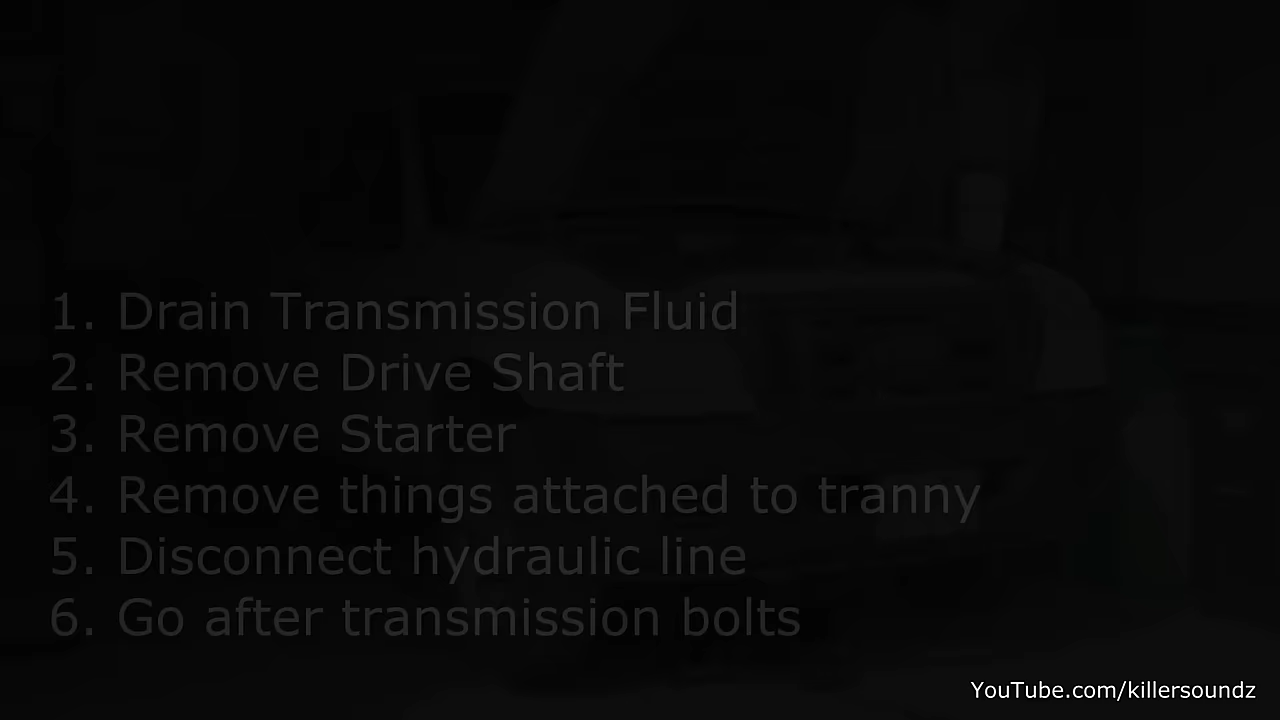 1. Drain Transmission Fluid
2. Remove Drive Shaft
3. Remove Starter
4. Remove things attached to tranny
5. Disconnect hydraulic line
6. Go after transmission bolts
YouTube.com/killersoundz